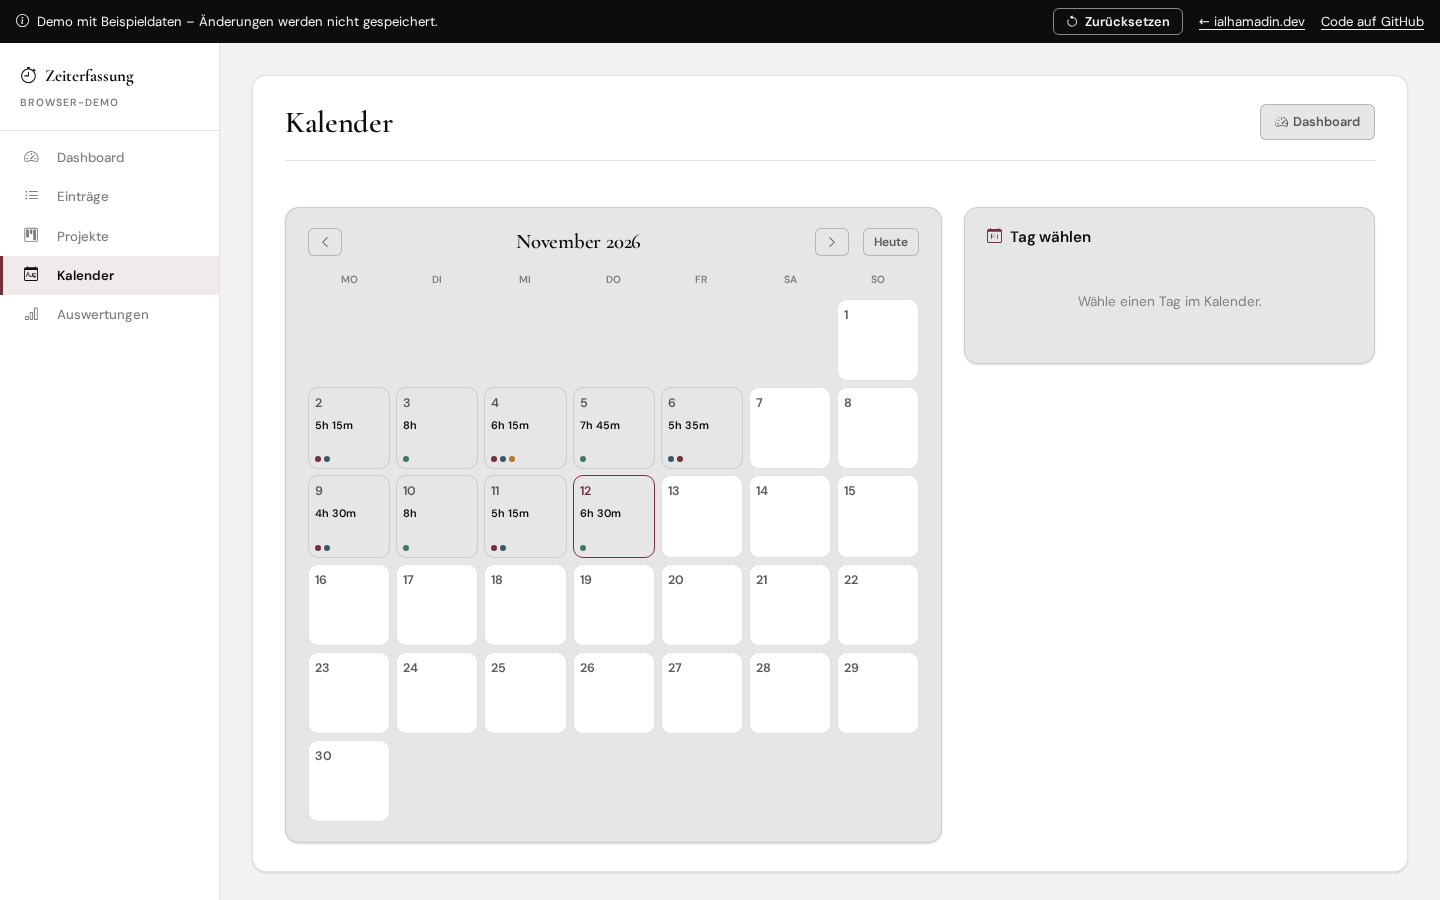 Demo mit Beispieldaten – Änderungen werden nicht gespeichert.
Zurücksetzen
← ialhamadin.dev
Code auf GitHub
Zeiterfassung
BROWSER-DEMO
Dashboard
Einträge
Projekte
Kalender
Auswertungen
Kalender
Dashboard
November 2026
Heute
MO DI MI DO FR SA SO
1
2 3 4 5 6 7 8
5h 15m 8h 6h 15m 7h 45m 5h 35m
9 10 11 12 13 14 15
4h 30m 8h 5h 15m 6h 30m
16 17 18 19 20 21 22
23 24 25 26 27 28 29
30
Tag wählen
Wähle einen Tag im Kalender.